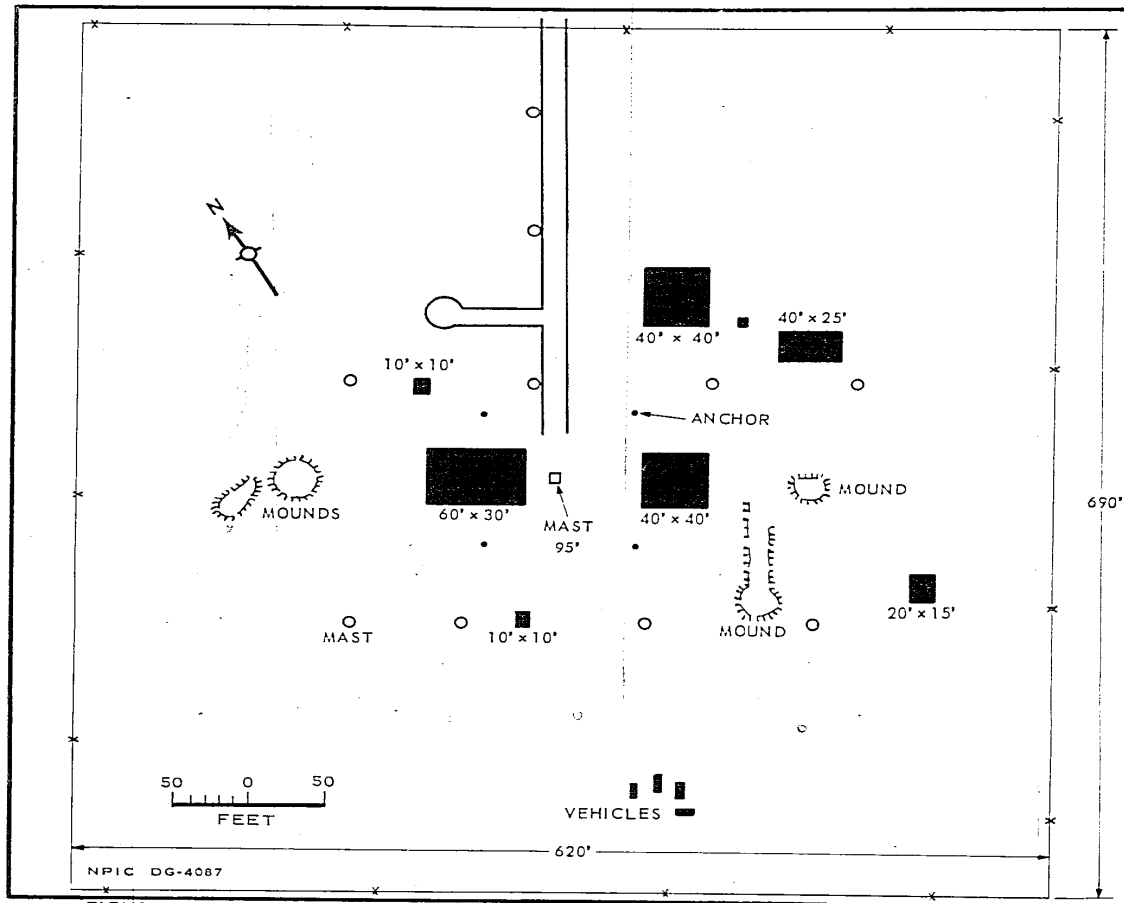 N
40' × 25'
40' × 40'
10' × 10'
ANCHOR
MOUNDS
60' × 30'
MAST
95'
40' × 40'
MOUND
690'
20' × 15'
MAST
10' × 10'
MOUND
50 0 50
FEET
VEHICLES
620'
NPIC DG-4087